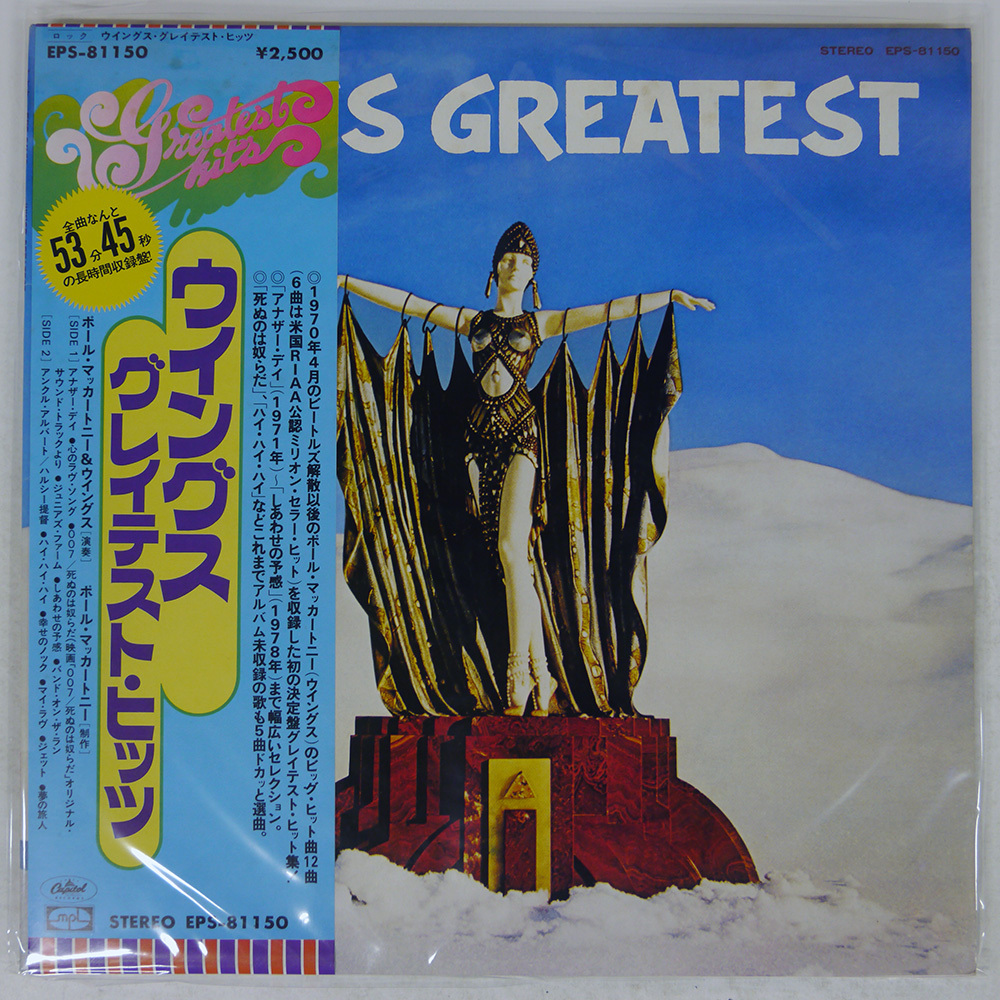 ロック ウイングス・グレイテスト・ヒッツ
EPS-81150 ¥2,500
STEREO EPS-81150
S GREATEST
Greatest
hits
全曲なんと
53分45秒
の長時間収録盤!
ウイングス
グレイテスト・ヒッツ
◎1970年4月のビートルズ解散以後のポール・マッカートニー(ウイングス)のビッグ・ヒット曲12曲
(6曲は米国RIAA公認ミリオン・セラー・ヒット)を収録した初の決定盤グレイテスト・ヒット集!
◎「アナザー・デイ」(1971年)~「しあわせの予感」(1978年)まで幅広いセレクション。
◎「死ぬのは奴らだ」、「ハイ・ハイ・ハイ」などこれまでアルバム未収録の歌も5曲ドカッと選曲。
ポール・マッカートニー&ウイングス[演奏] ポール・マッカートニー[制作]
[SIDE 1] アナザー・デイ ●心のラヴ・ソング ●007/死ぬのは奴らだ(映画「007/死ぬのは奴らだ」オリジナル・
サウンド・トラックより) ●ジュニアズ・ファーム ●しあわせの予感 ●バンド・オン・ザ・ラン
[SIDE 2] アンクル・アルバート/ハルシー提督 ●ハイ・ハイ・ハイ ●幸せのノック ●マイ・ラヴ ●ジェット ●夢の旅人
Capitol
RECORDS
mpl
STEREO EPS-81150